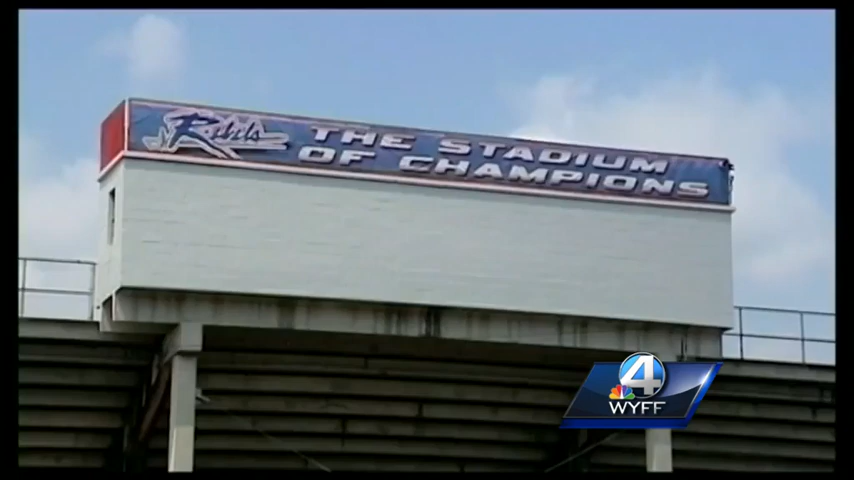 Rebels
THE STADIUM
OF CHAMPIONS
4
WYFF